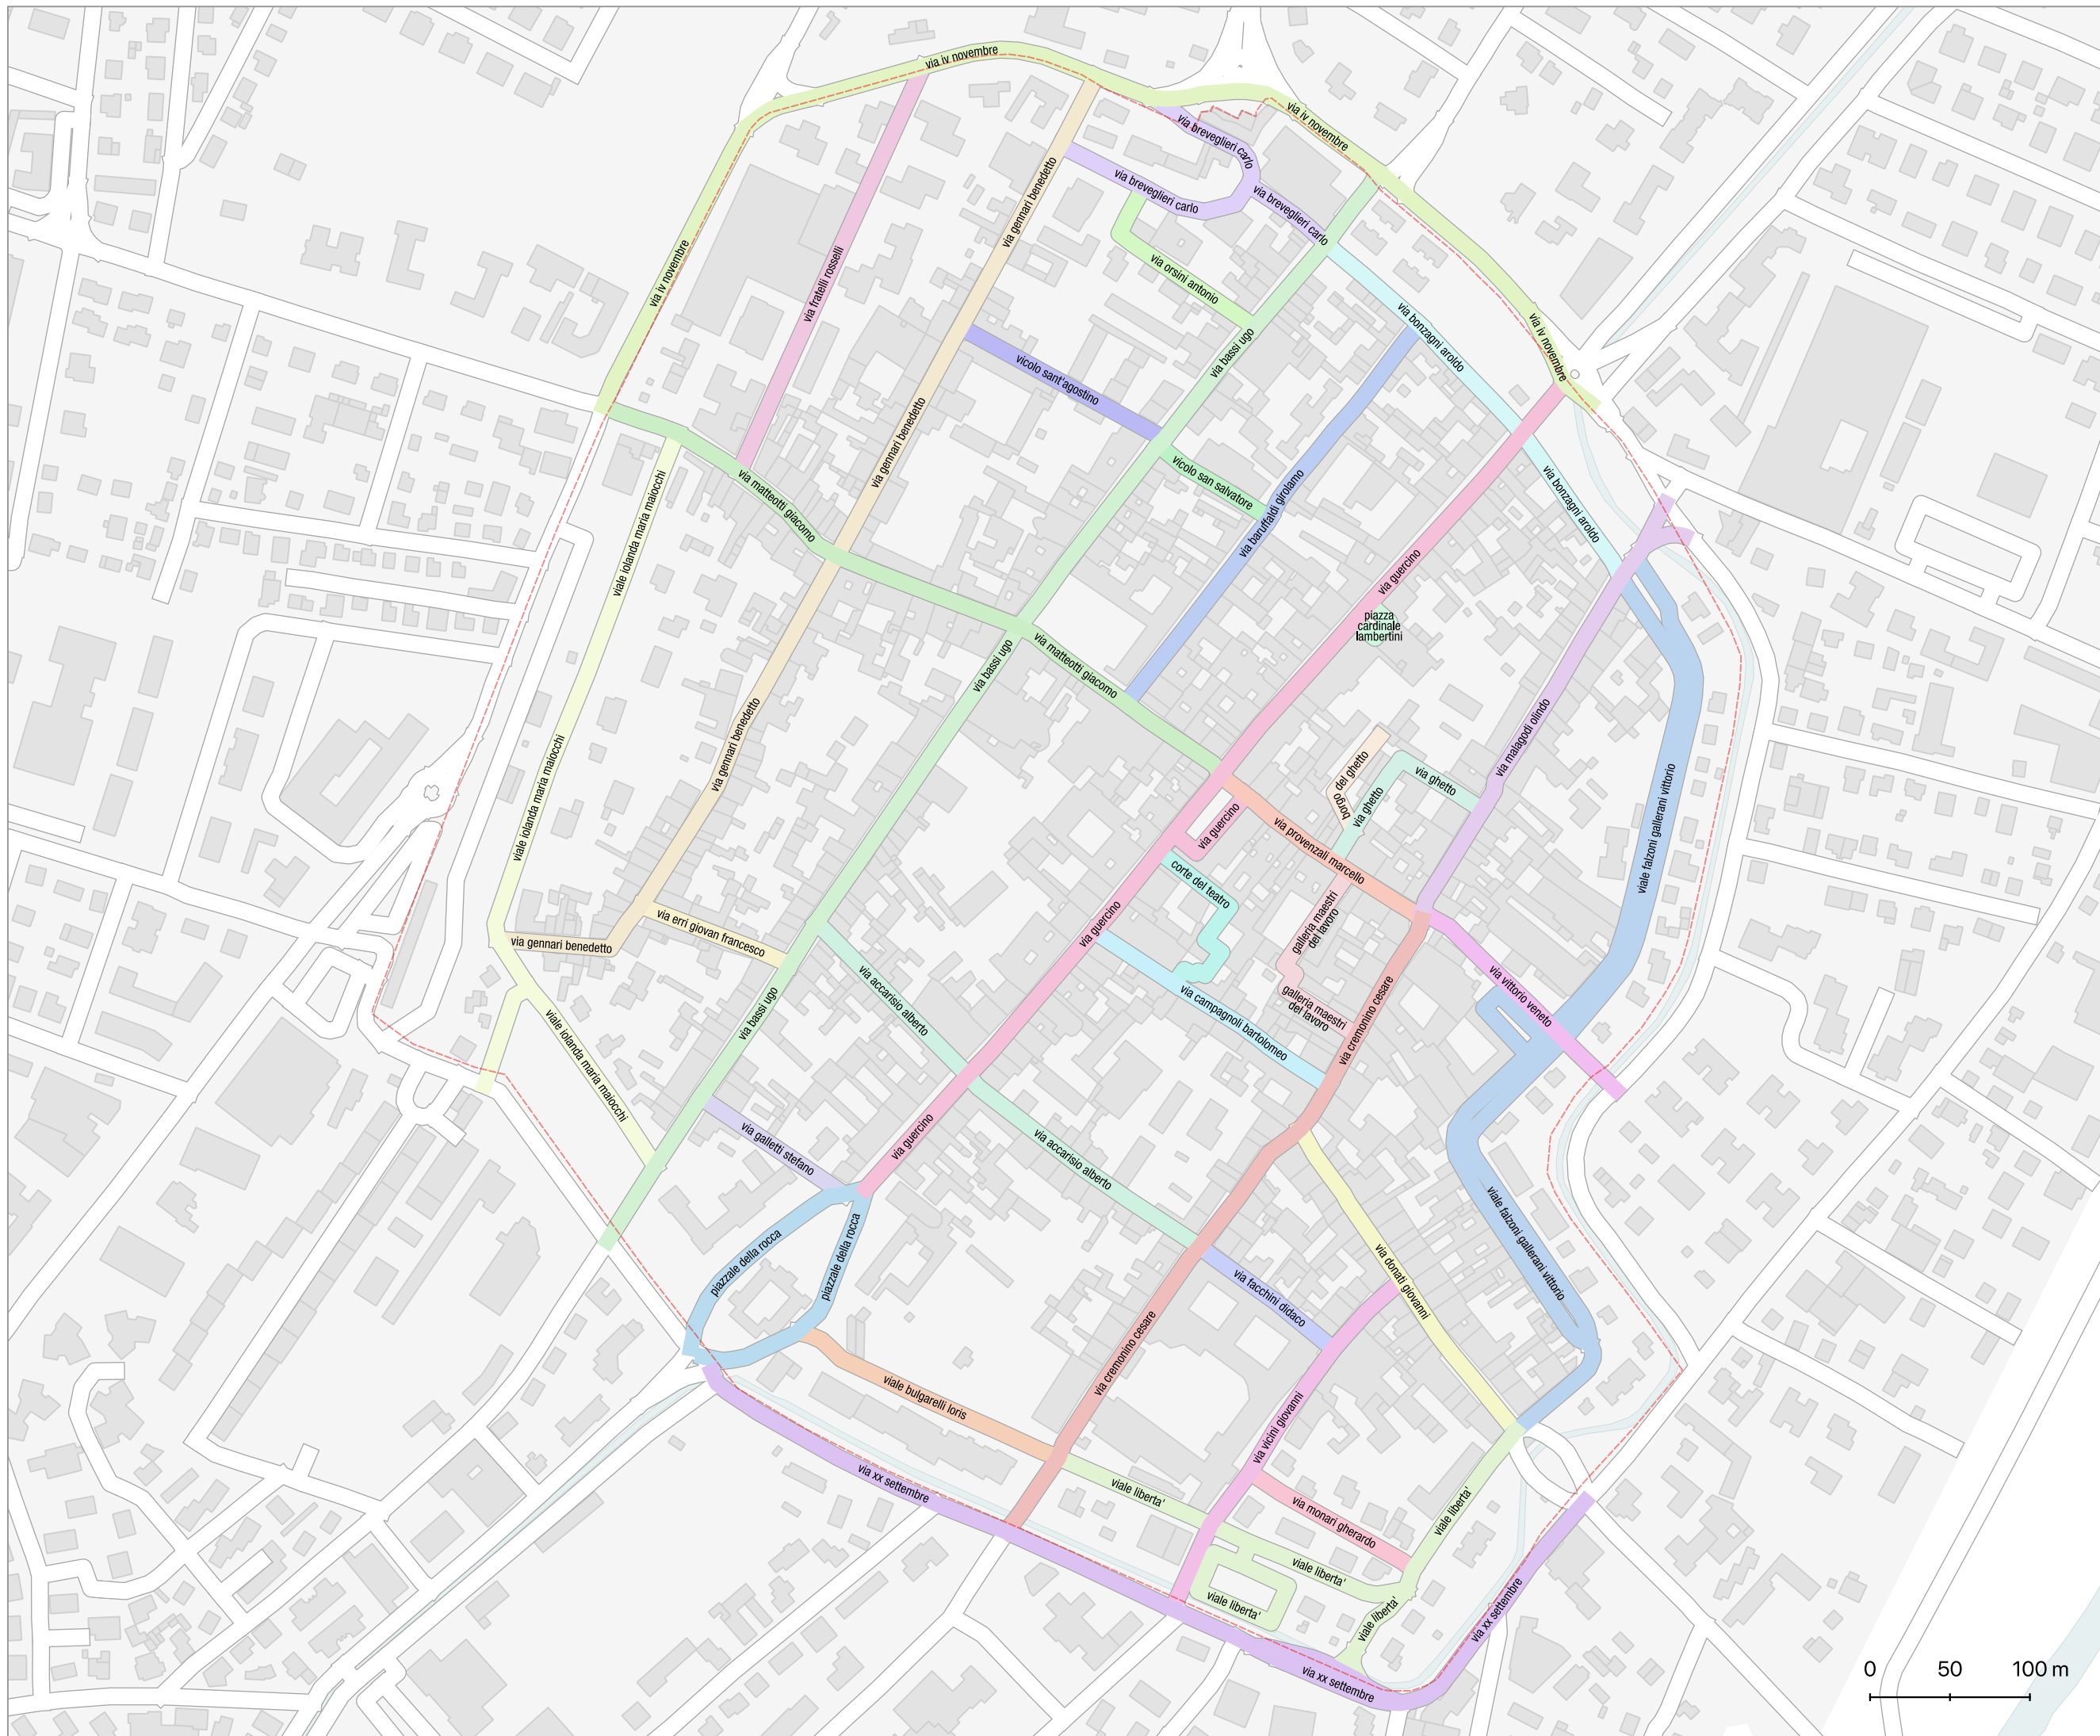 via iv novembre
via iv novembre
via breveglieri carlo
via breveglieri carlo
via breveglieri carlo
via gennari benedetto
via iv novembre
via fratelli rosselli
via orsini antonio
via bassi ugo
via bonzagni aroldo
via iv novembre
vicolo sant'agostino
via gennari benedetto
vicolo san salvatore
via baruffaldi girolamo
via matteotti giacomo
viale iolanda maria maiocchi
via bonzagni aroldo
via guercino
piazza
cardinale
lambertini
via matteotti giacomo
via bassi ugo
via gennari benedetto
via malagodi olindo
borgo del ghetto
via ghetto
via ghetto
viale iolanda maria maiocchi
via guercino
via provenzali marcello
viale falzoni gallerani vittorio
corte del teatro
via guercino
galleria maestri
del lavoro
via gennari benedetto
via erri giovan francesco
via accarisio alberto
via bassi ugo
via campagnoli bartolomeo
galleria maestri
del lavoro
via cremonino cesare
via vittorio veneto
viale iolanda maria maiocchi
via galletti stefano
via guercino
via accarisio alberto
piazzale della rocca
piazzale della rocca
via facchini didaco
via donati giovanni
viale falzoni gallerani vittorio
via cremonino cesare
viale bulgarelli loris
via vicini giovanni
via xx settembre
viale liberta'
via monari gherardo
viale liberta'
viale liberta'
viale liberta'
viale liberta'
via xx settembre
via xx settembre
0 50 100 m